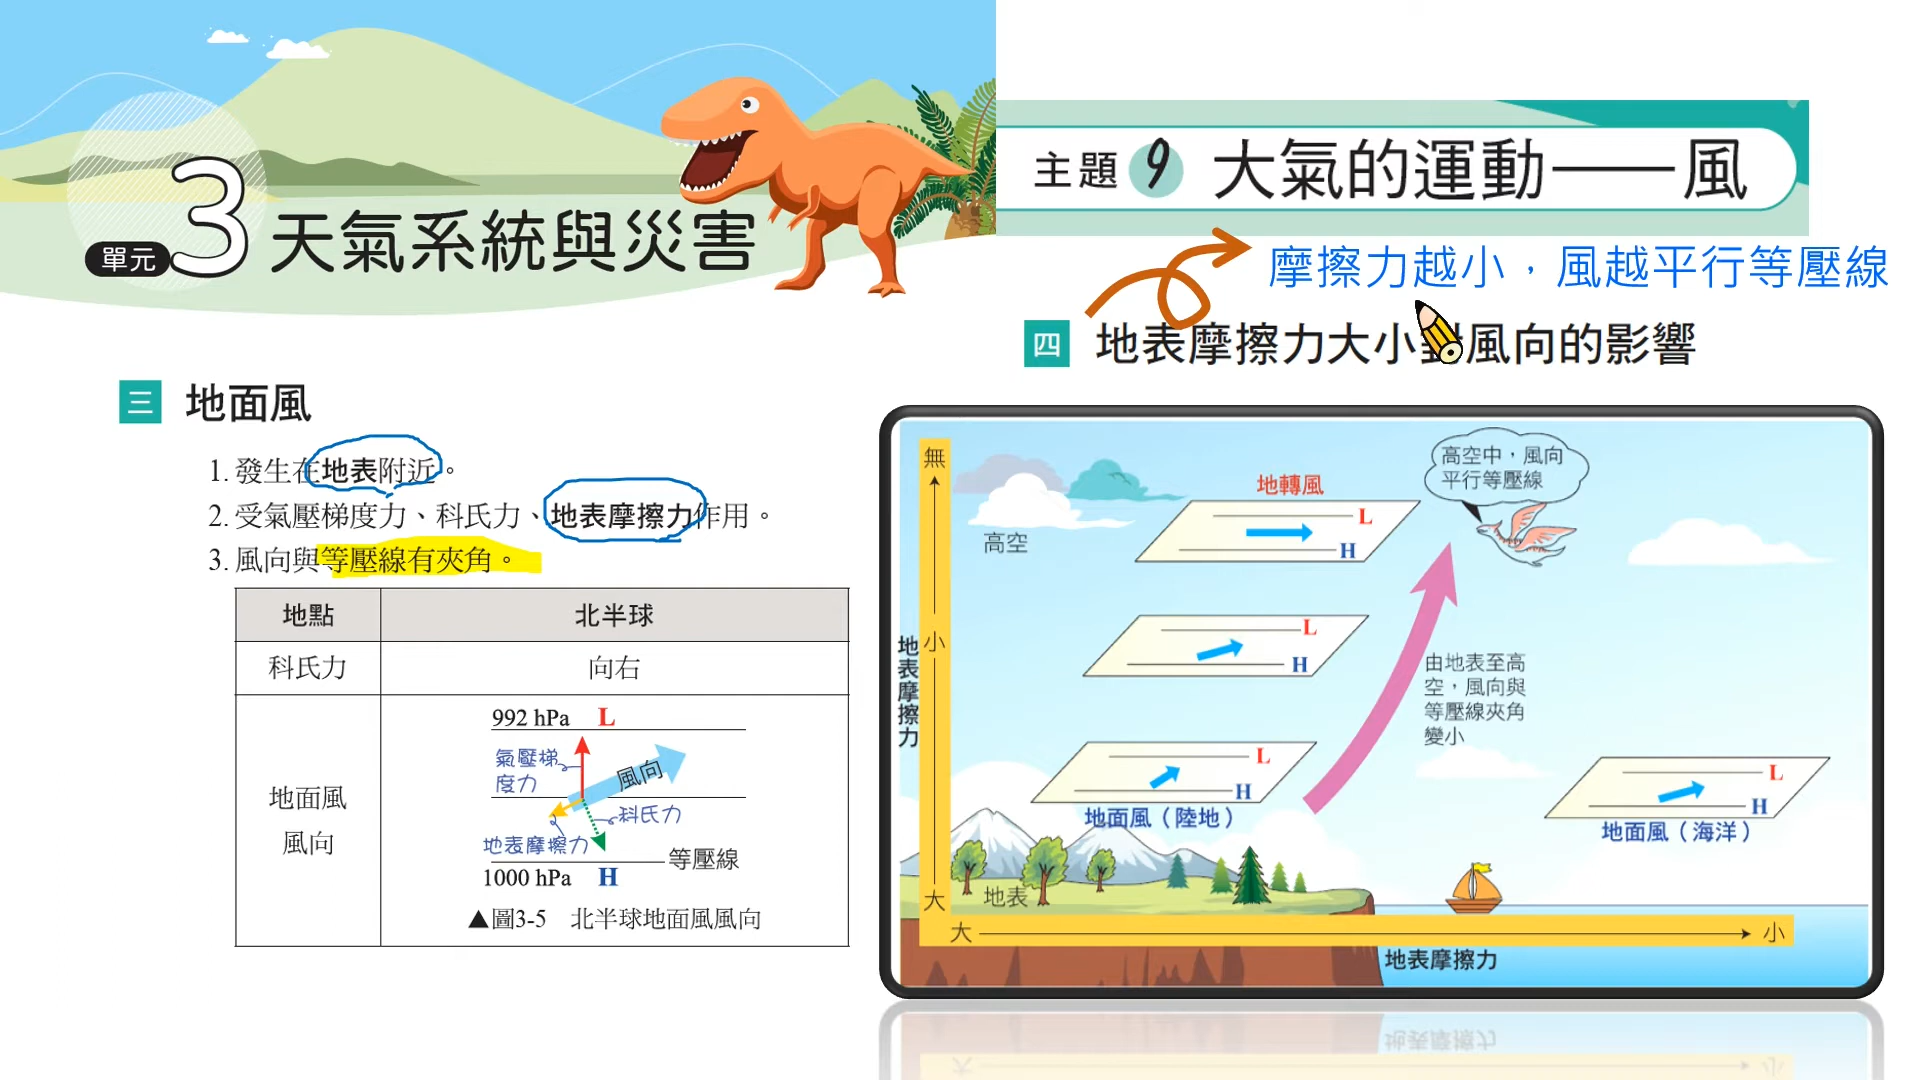 單元
3
天氣系統與災害
主題 9 大氣的運動——風
摩擦力越小，風越平行等壓線
四 地表摩擦力大小對風向的影響
三 地面風
1. 發生在地表附近。
2. 受氣壓梯度力、科氏力、地表摩擦力作用。
3. 風向與等壓線有夾角。
地點 北半球
科氏力 向右
地面風
風向
992 hPa L
氣壓梯
度力
風向
科氏力
地表摩擦力
等壓線
1000 hPa H
▲圖3-5 北半球地面風風向
無
小
大
地表摩擦力
高空
地轉風
L
H
高空中，風向
平行等壓線
L
H
由地表至高
空，風向與
等壓線夾角
變小
L
H
地面風（陸地）
L
H
地面風（海洋）
地表
大 小
地表摩擦力